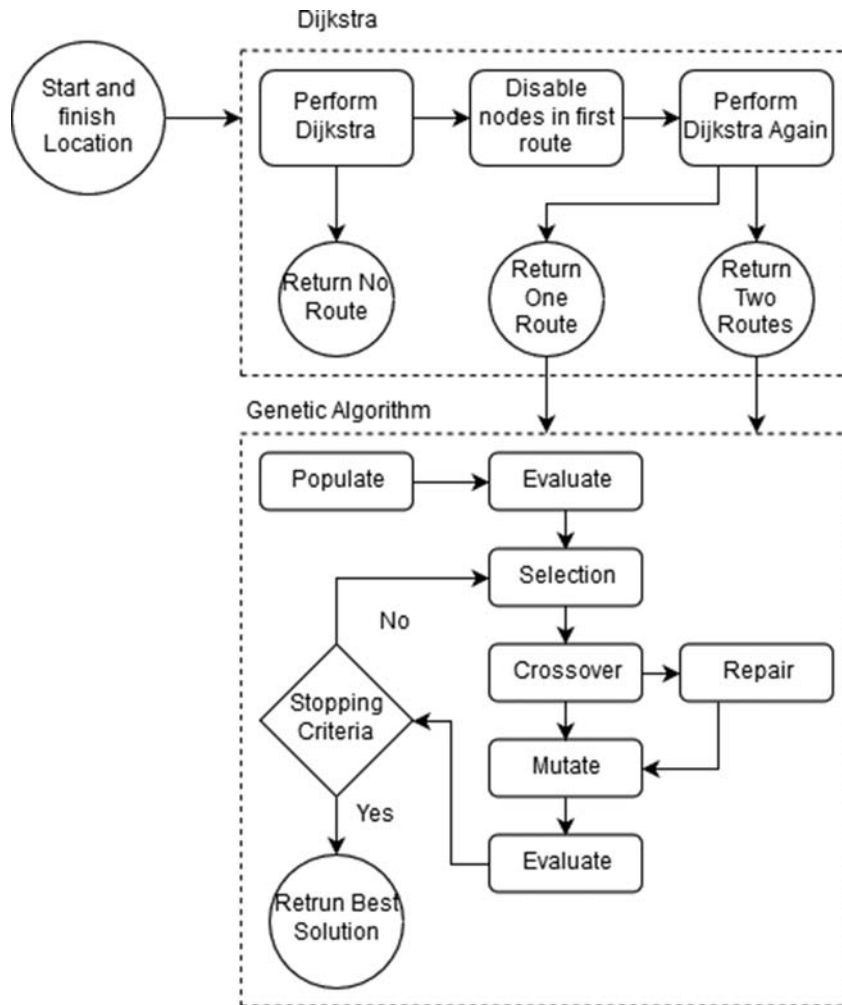 Dijkstra
Start and
finish
Location
Perform
Dijkstra
Disable
nodes in first
route
Perform
Dijkstra Again
Return No
Route
Return
One
Route
Return
Two
Routes
Genetic Algorithm
Populate
Evaluate
Selection
No
Crossover
Repair
Stopping
Criteria
Mutate
Yes
Evaluate
Retrun Best
Solution